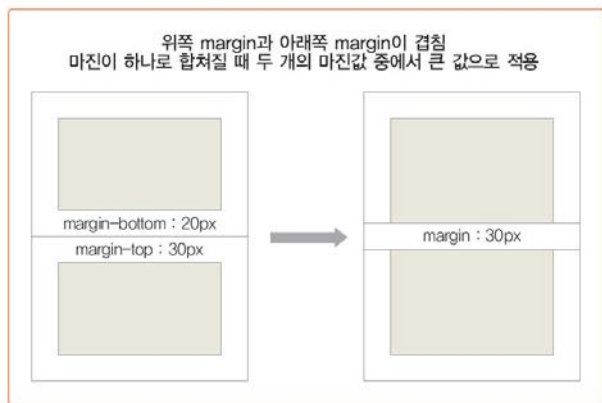 위쪽 margin과 아래쪽 margin이 겹침
마진이 하나로 합쳐질 때 두 개의 마진값 중에서 큰 값으로 적용
margin-bottom : 20px
margin-top : 30px
margin : 30px